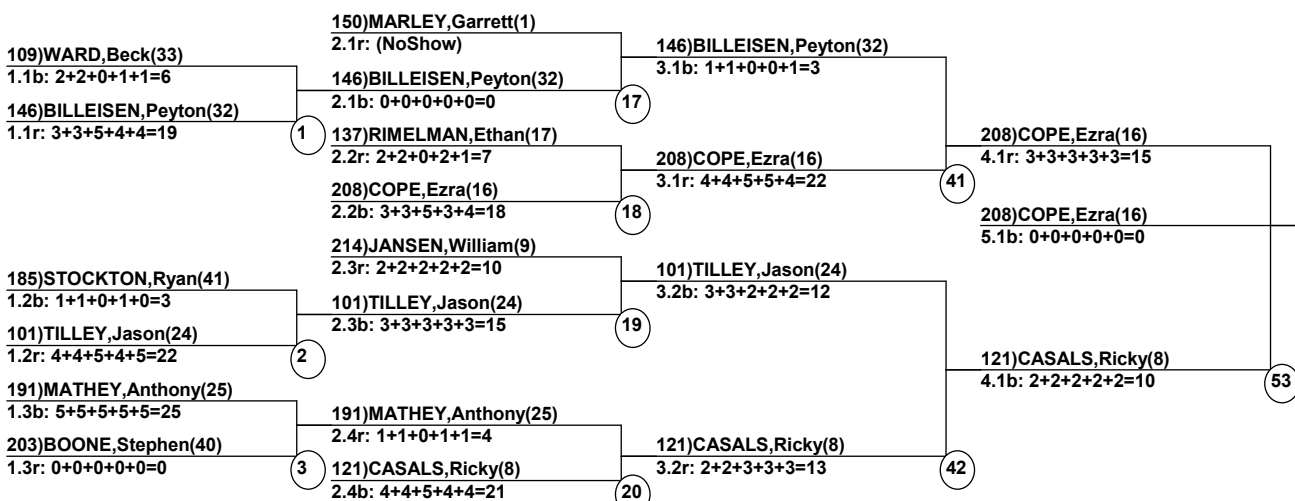 109)WARD,Beck(33)
1.1b: 2+2+0+1+1=6
146)BILLEISEN,Peyton(32)
1.1r: 3+3+5+4+4=19
1
185)STOCKTON,Ryan(41)
1.2b: 1+1+0+1+0=3
101)TILLEY,Jason(24)
1.2r: 4+4+5+4+5=22
2
191)MATHEY,Anthony(25)
1.3b: 5+5+5+5+5=25
203)BOONE,Stephen(40)
1.3r: 0+0+0+0+0=0
3
150)MARLEY,Garrett(1)
2.1r: (NoShow)
146)BILLEISEN,Peyton(32)
2.1b: 0+0+0+0+0=0
17
137)RIMELMAN,Ethan(17)
2.2r: 2+2+0+2+1=7
208)COPE,Ezra(16)
2.2b: 3+3+5+3+4=18
18
214)JANSEN,William(9)
2.3r: 2+2+2+2+2=10
101)TILLEY,Jason(24)
2.3b: 3+3+3+3+3=15
19
191)MATHEY,Anthony(25)
2.4r: 1+1+0+1+1=4
121)CASALS,Ricky(8)
2.4b: 4+4+5+4+4=21
20
146)BILLEISEN,Peyton(32)
3.1b: 1+1+0+0+1=3
208)COPE,Ezra(16)
3.1r: 4+4+5+5+4=22
41
101)TILLEY,Jason(24)
3.2b: 3+3+2+2+2=12
121)CASALS,Ricky(8)
3.2r: 2+2+3+3+3=13
42
208)COPE,Ezra(16)
4.1r: 3+3+3+3+3=15
208)COPE,Ezra(16)
5.1b: 0+0+0+0+0=0
121)CASALS,Ricky(8)
4.1b: 2+2+2+2+2=10
53